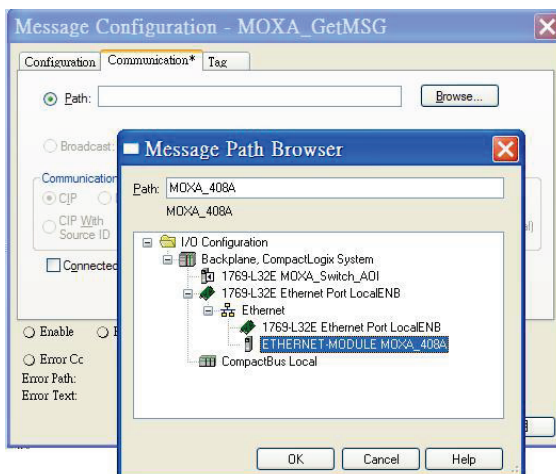 Message Configuration - MOXA_GetMSG
Configuration Communication* Tag
Path: Browse...
Broadcast:
Communication
CIP
CIP With
Source ID
Connected
Enable
Error Cc
Error Path:
Error Text:
Message Path Browser
Path: MOXA_408A
MOXA_408A
I/O Configuration
Backplane, CompactLogix System
1769-L32E MOXA_Switch_AOI
1769-L32E Ethernet Port LocalENB
Ethernet
1769-L32E Ethernet Port LocalENB
ETHERNET-MODULE MOXA_408A
CompactBus Local
OK Cancel Help